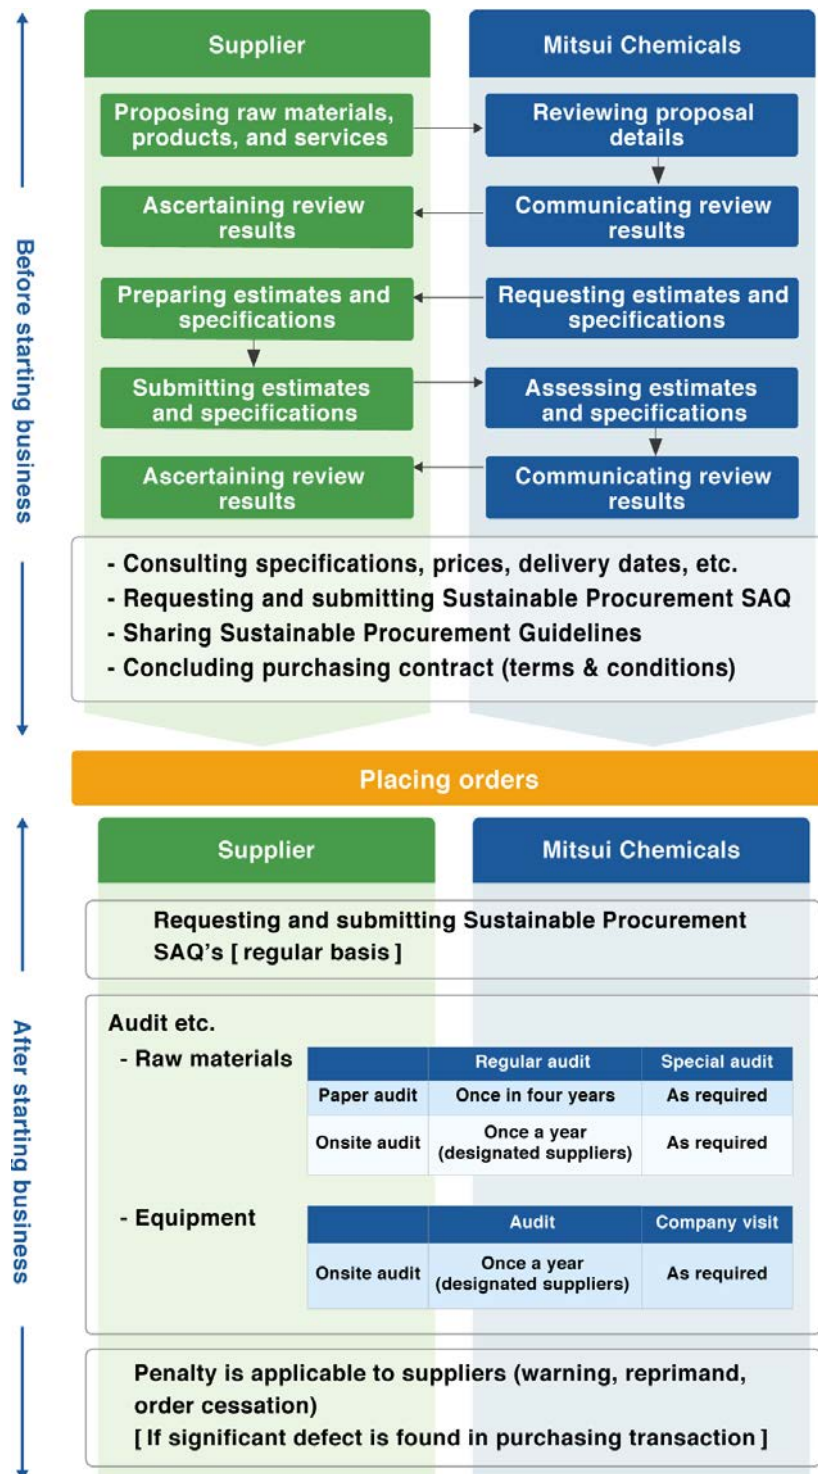 Supplier
Mitsui Chemicals
Before starting business
Proposing raw materials,
products, and services
Reviewing proposal
details
Ascertaining review
results
Communicating review
results
Preparing estimates and
specifications
Requesting estimates and
specifications
Submitting estimates
and specifications
Assessing estimates
and specifications
Ascertaining review
results
Communicating review
results
- Consulting specifications, prices, delivery dates, etc.
- Requesting and submitting Sustainable Procurement SAQ
- Sharing Sustainable Procurement Guidelines
- Concluding purchasing contract (terms & conditions)
Placing orders
Supplier
Mitsui Chemicals
After starting business
Requesting and submitting Sustainable Procurement
SAQ's [ regular basis ]
Audit etc.
- Raw materials
Regular audit
Special audit
Paper audit
Once in four years
As required
Onsite audit
Once a year
(designated suppliers)
As required
- Equipment
Audit
Company visit
Onsite audit
Once a year
(designated suppliers)
As required
Penalty is applicable to suppliers (warning, reprimand,
order cessation)
[ If significant defect is found in purchasing transaction ]